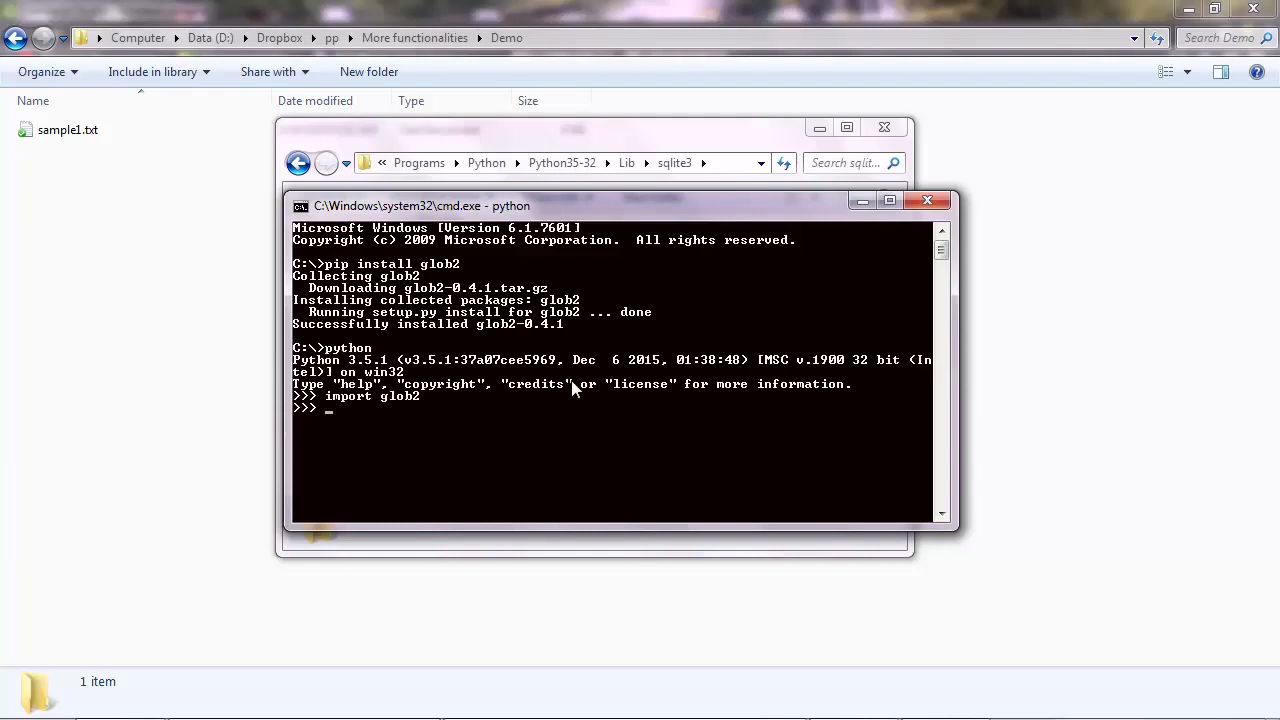 Computer Data (D:) Dropbox pp More functionalities Demo
Search Demo
Organize Include in library Share with New folder
Name Date modified Type Size
sample1.txt
« Programs Python Python35-32 Lib sqlite3
Search sqlit...
C:\Windows\system32\cmd.exe - python
Microsoft Windows [Version 6.1.7601]
Copyright (c) 2009 Microsoft Corporation.  All rights reserved.
C:\>pip install glob2
Collecting glob2
  Downloading glob2-0.4.1.tar.gz
Installing collected packages: glob2
  Running setup.py install for glob2 ... done
Successfully installed glob2-0.4.1
C:\>python
Python 3.5.1 (v3.5.1:37a07cee5969, Dec  6 2015, 01:38:48) [MSC v.1900 32 bit (In
tel)] on win32
Type "help", "copyright", "credits" or "license" for more information.
>>> import glob2
>>> _
1 item